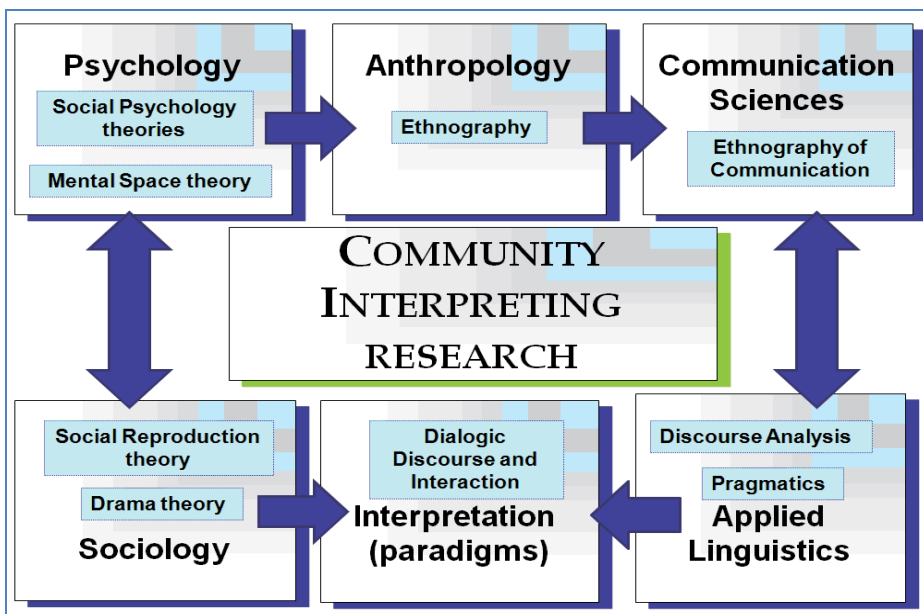 Psychology
Social Psychology
theories
Mental Space theory
Anthropology
Ethnography
Communication
Sciences
Ethnography of
Communication
COMMUNITY
INTERPRETING
RESEARCH
Social Reproduction
theory
Drama theory
Sociology
Dialogic
Discourse and
Interaction
Interpretation
(paradigms)
Discourse Analysis
Pragmatics
Applied
Linguistics